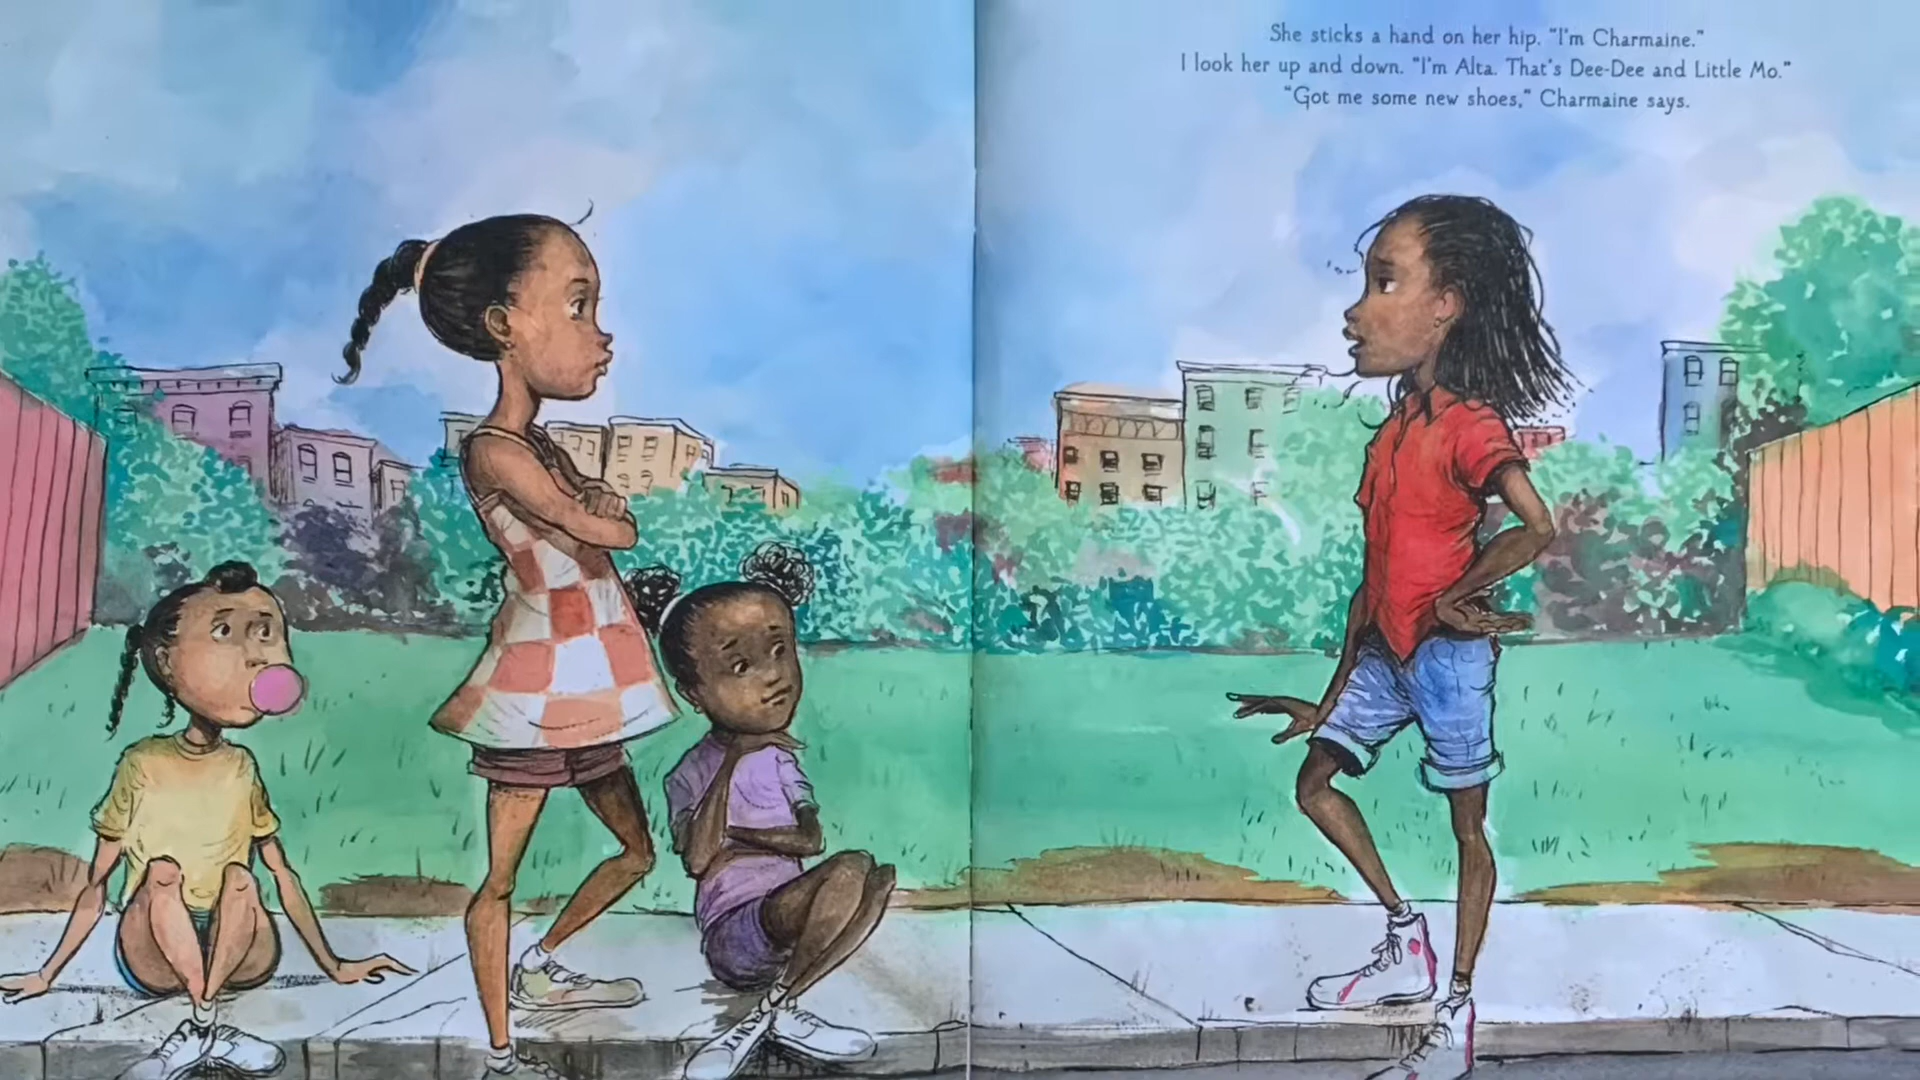 She sticks a hand on her hip. "I'm Charmaine."
I look her up and down. "I'm Alta. That's Dee-Dee and Little Mo."
"Got me some new shoes," Charmaine says.